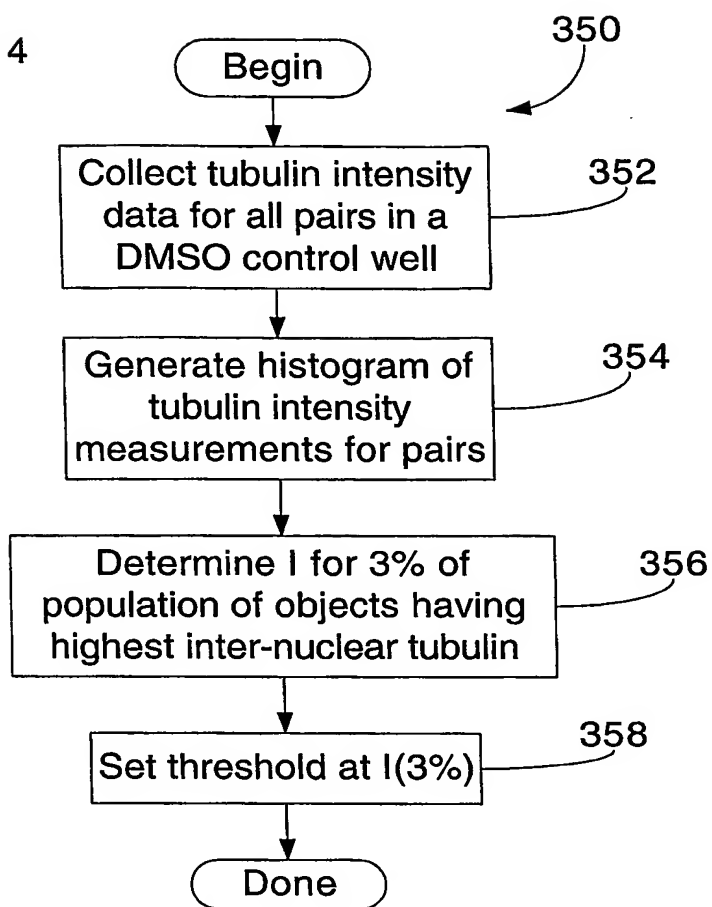 4
350
Begin
Collect tubulin intensity
data for all pairs in a
DMSO control well
352
Generate histogram of
tubulin intensity
measurements for pairs
354
Determine I for 3% of
population of objects having
highest inter-nuclear tubulin
356
Set threshold at I(3%)
358
Done